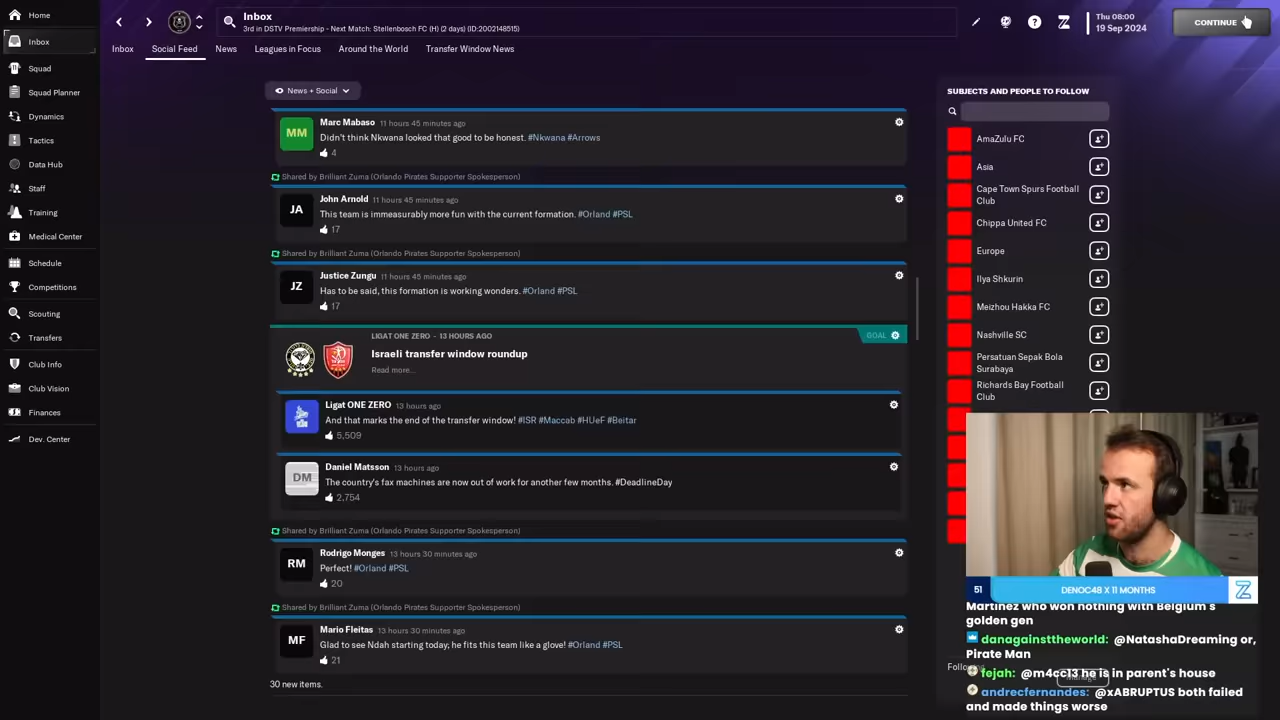 Home
Inbox
Squad
Squad Planner
Dynamics
Tactics
Data Hub
Staff
Training
Medical Center
Schedule
Competitions
Scouting
Transfers
Club Info
Club Vision
Finances
Dev. Center
Inbox
3rd in DSTV Premiership - Next Match: Stellenbosch FC (H) (2 days) (ID:2002148515)
Thu 08:00
19 Sep 2024
CONTINUE
Inbox
Social Feed
News
Leagues in Focus
Around the World
Transfer Window News
News + Social
MM
Marc Mabaso 11 hours 45 minutes ago
Didn't think Nkwana looked that good to be honest. #Nkwana #Arrows
4
Shared by Brilliant Zuma (Orlando Pirates Supporter Spokesperson)
JA
John Arnold 11 hours 45 minutes ago
This team is immeasurably more fun with the current formation. #Orland #PSL
17
Shared by Brilliant Zuma (Orlando Pirates Supporter Spokesperson)
JZ
Justice Zungu 11 hours 45 minutes ago
Has to be said, this formation is working wonders. #Orland #PSL
17
LIGAT ONE ZERO - 13 HOURS AGO
GOAL
Israeli transfer window roundup
Read more...
Ligat ONE ZERO 13 hours ago
And that marks the end of the transfer window! #ISR #Maccab #HUeF #Beitar
5,509
DM
Daniel Matsson 13 hours ago
The country's fax machines are now out of work for another few months. #DeadlineDay
2,754
Shared by Brilliant Zuma (Orlando Pirates Supporter Spokesperson)
RM
Rodrigo Monges 13 hours 30 minutes ago
Perfect! #Orland #PSL
20
Shared by Brilliant Zuma (Orlando Pirates Supporter Spokesperson)
MF
Mario Fleitas 13 hours 30 minutes ago
Glad to see Ndah starting today; he fits this team like a glove! #Orland #PSL
21
30 new items.
SUBJECTS AND PEOPLE TO FOLLOW
AmaZulu FC
Asia
Cape Town Spurs Football
Club
Chippa United FC
Europe
Ilya Shkurin
Meizhou Hakka FC
Nashville SC
Persatuan Sepak Bola
Surabaya
Richards Bay Football
Club
51
DENOC48 X 11 MONTHS
Martinez who won nothing with Belgium's
golden gen
danagainsttheworld: @NatashaDreaming or,
Pirate Man
fejah: @m4cc13 he is in parent's house
Manage
andrecfernandes: @xABRUPTUS both failed
and made things worse